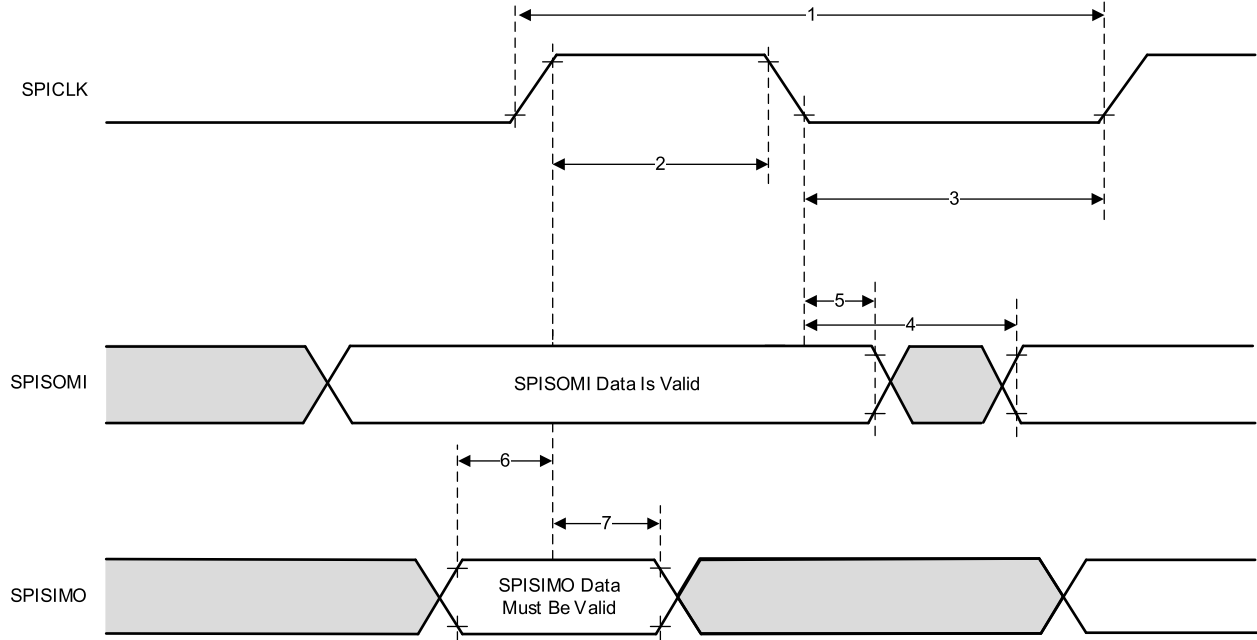 1
SPICLK
2
3
5
4
SPISOMI
SPISOMI Data Is Valid
6
7
SPISIMO
SPISIMO Data
Must Be Valid